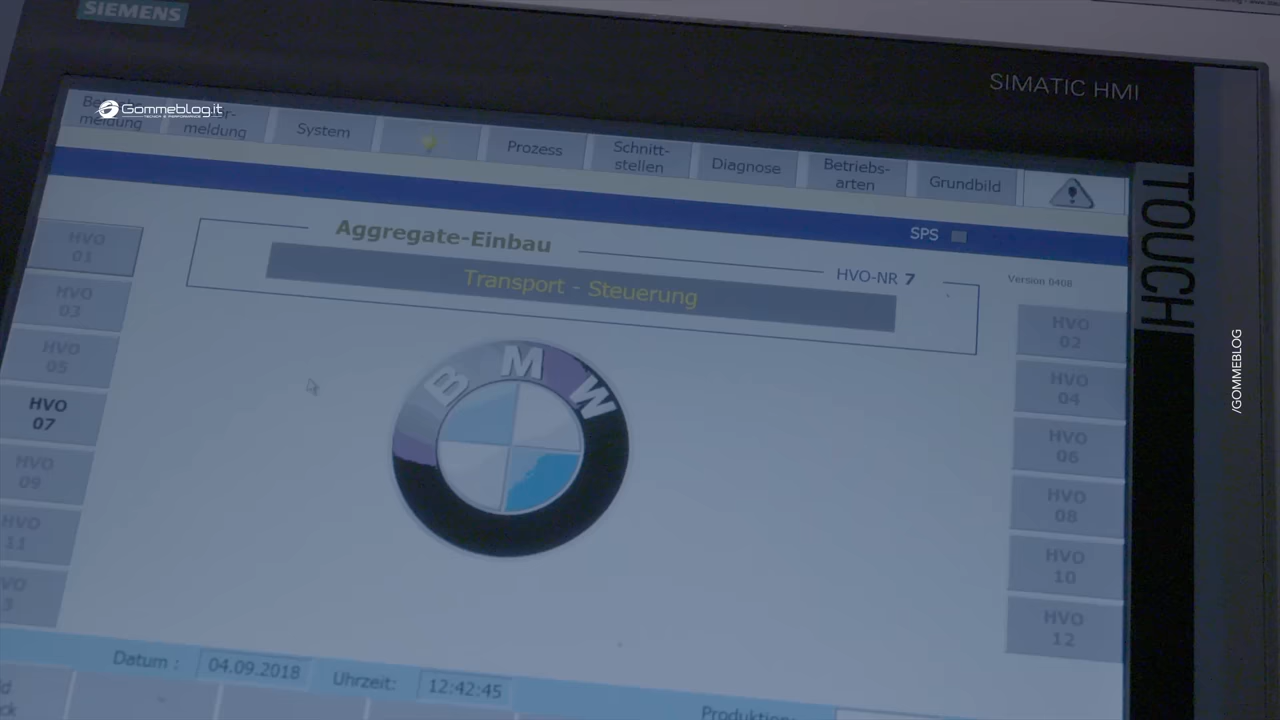 SIEMENS
SIMATIC HMI
TOUCH
Gommeblog.it
meldung
meldung
System
Prozess
Schnitt-
stellen
Diagnose
Betriebs-
arten
Grundbild
SPS
Aggregate-Einbau
HVO-NR 7
Version 0408
Transport - Steuerung
HVO
01
HVO
03
HVO
05
HVO
07
HVO
09
HVO
11
HVO
02
HVO
04
HVO
06
HVO
08
HVO
10
HVO
12
BMW
/GOMMEBLOG
Datum :
04.09.2018
Uhrzeit:
12:42:45